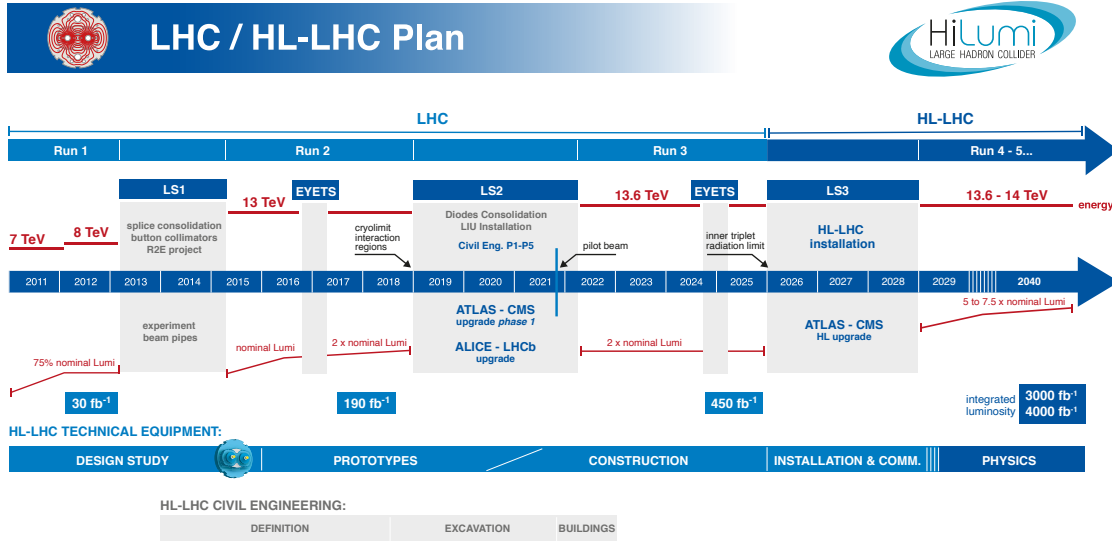 LHC / HL-LHC Plan
HiLumi
LARGE HADRON COLLIDER
LHC
HL-LHC
Run 1
Run 2
Run 3
Run 4 - 5...
LS1
EYETS
LS2
EYETS
LS3
13 TeV
13.6 TeV
13.6 - 14 TeV
energy
7 TeV
8 TeV
splice consolidation
button collimators
R2E project
cryolimit
interaction
regions
Diodes Consolidation
LIU Installation
Civil Eng. P1-P5
pilot beam
inner triplet
radiation limit
HL-LHC
installation
2011
2012
2013
2014
2015
2016
2017
2018
2019
2020
2021
2022
2023
2024
2025
2026
2027
2028
2029
2040
5 to 7.5 x nominal Lumi
experiment
beam pipes
ATLAS - CMS
upgrade phase 1
ALICE - LHCb
upgrade
ATLAS - CMS
HL upgrade
75% nominal Lumi
nominal Lumi
2 x nominal Lumi
2 x nominal Lumi
30 fb⁻¹
190 fb⁻¹
450 fb⁻¹
integrated
luminosity
3000 fb⁻¹
4000 fb⁻¹
HL-LHC TECHNICAL EQUIPMENT:
DESIGN STUDY
PROTOTYPES
CONSTRUCTION
INSTALLATION & COMM.
PHYSICS
HL-LHC CIVIL ENGINEERING:
DEFINITION
EXCAVATION
BUILDINGS